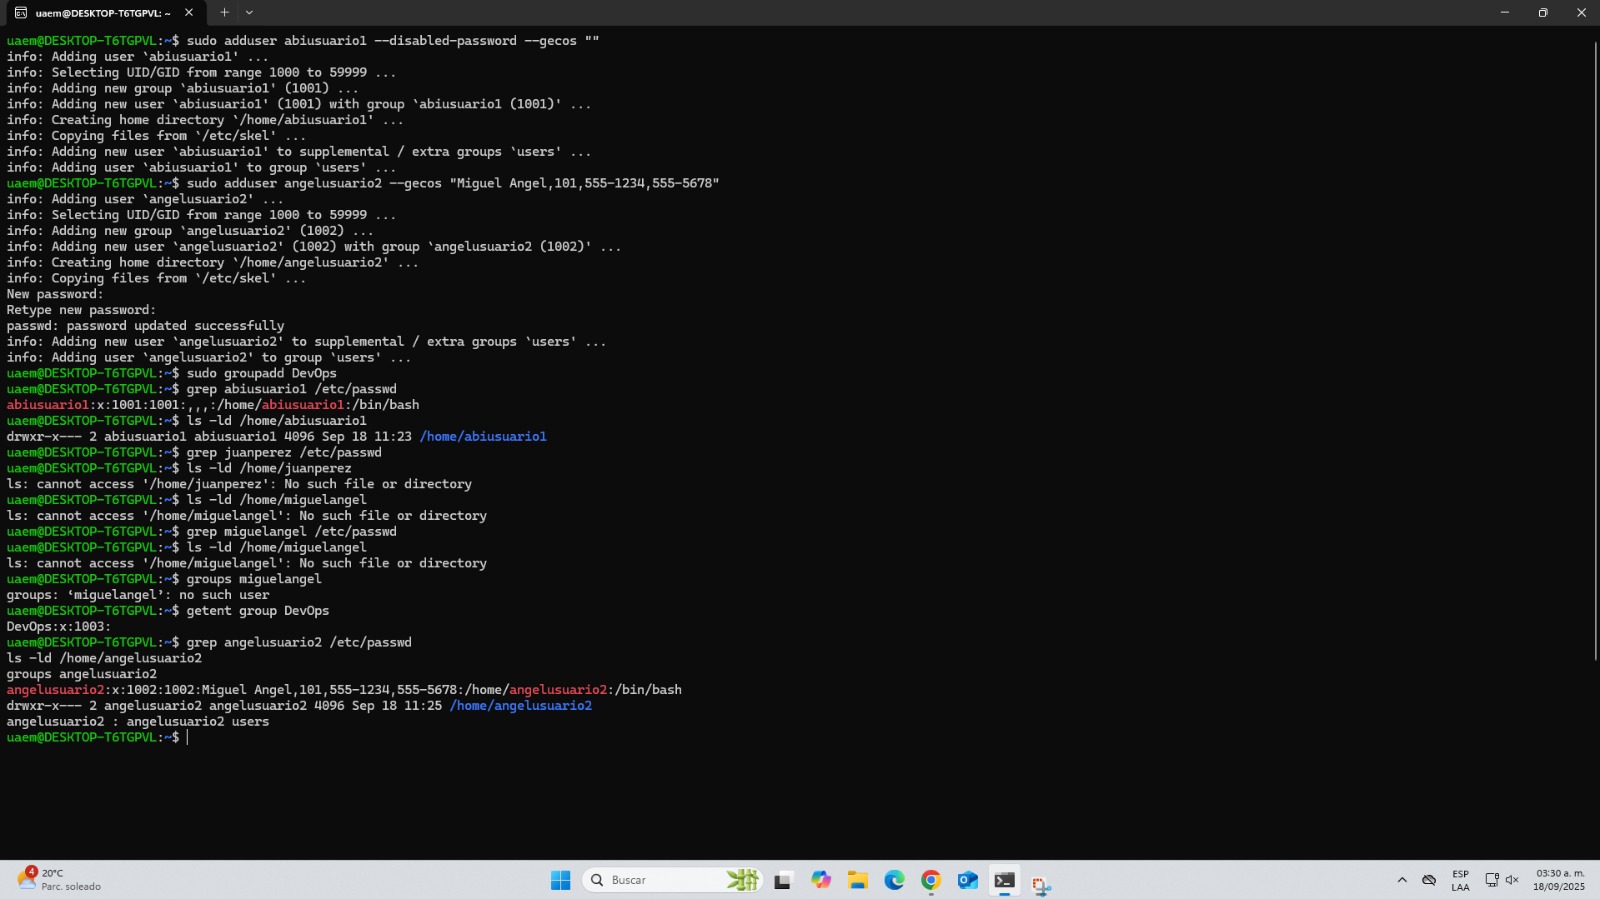 uaem@DESKTOP-T6TGPVL: ~
uaem@DESKTOP-T6TGPVL:~$ sudo adduser abiusuario1 --disabled-password --gecos ""
info: Adding user `abiusuario1' ...
info: Selecting UID/GID from range 1000 to 59999 ...
info: Adding new group `abiusuario1' (1001) ...
info: Adding new user `abiusuario1' (1001) with group `abiusuario1 (1001)' ...
info: Creating home directory `/home/abiusuario1' ...
info: Copying files from `/etc/skel' ...
info: Adding new user `abiusuario1' to supplemental / extra groups `users' ...
info: Adding user `abiusuario1' to group `users' ...
uaem@DESKTOP-T6TGPVL:~$ sudo adduser angelusuario2 --gecos "Miguel Angel,101,555-1234,555-5678"
info: Adding user `angelusuario2' ...
info: Selecting UID/GID from range 1000 to 59999 ...
info: Adding new group `angelusuario2' (1002) ...
info: Adding new user `angelusuario2' (1002) with group `angelusuario2 (1002)' ...
info: Creating home directory `/home/angelusuario2' ...
info: Copying files from `/etc/skel' ...
New password:
Retype new password:
passwd: password updated successfully
info: Adding new user `angelusuario2' to supplemental / extra groups `users' ...
info: Adding user `angelusuario2' to group `users' ...
uaem@DESKTOP-T6TGPVL:~$ sudo groupadd DevOps
uaem@DESKTOP-T6TGPVL:~$ grep abiusuario1 /etc/passwd
abiusuario1:x:1001:1001:,,,:/home/abiusuario1:/bin/bash
uaem@DESKTOP-T6TGPVL:~$ ls -ld /home/abiusuario1
drwxr-x--- 2 abiusuario1 abiusuario1 4096 Sep 18 11:23 /home/abiusuario1
uaem@DESKTOP-T6TGPVL:~$ grep juanperez /etc/passwd
uaem@DESKTOP-T6TGPVL:~$ ls -ld /home/juanperez
ls: cannot access '/home/juanperez': No such file or directory
uaem@DESKTOP-T6TGPVL:~$ ls -ld /home/miguelangel
ls: cannot access '/home/miguelangel': No such file or directory
uaem@DESKTOP-T6TGPVL:~$ grep miguelangel /etc/passwd
uaem@DESKTOP-T6TGPVL:~$ ls -ld /home/miguelangel
ls: cannot access '/home/miguelangel': No such file or directory
uaem@DESKTOP-T6TGPVL:~$ groups miguelangel
groups: ‘miguelangel’: no such user
uaem@DESKTOP-T6TGPVL:~$ getent group DevOps
DevOps:x:1003:
uaem@DESKTOP-T6TGPVL:~$ grep angelusuario2 /etc/passwd
ls -ld /home/angelusuario2
groups angelusuario2
angelusuario2:x:1002:1002:Miguel Angel,101,555-1234,555-5678:/home/angelusuario2:/bin/bash
drwxr-x--- 2 angelusuario2 angelusuario2 4096 Sep 18 11:25 /home/angelusuario2
angelusuario2 : angelusuario2 users
uaem@DESKTOP-T6TGPVL:~$
4
20°C
Parc. soleado
Buscar
ESP
LAA
03:30 a. m.
18/09/2025